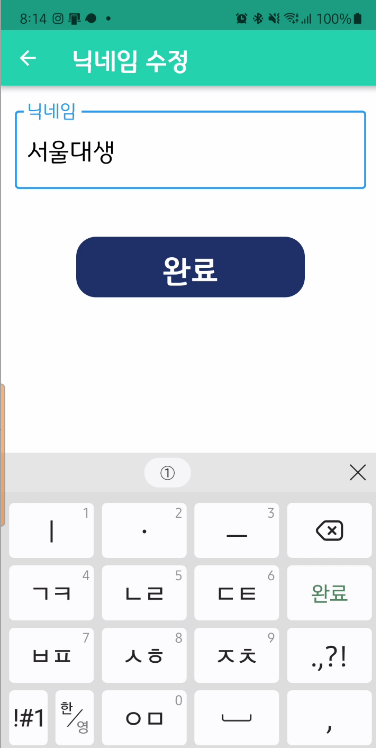 8:14 100%
닉네임 수정
닉네임
서울대생
완료
①
ㅣ 1 · 2 ㅡ 3
ㄱㅋ 4 ㄴㄹ 5 ㄷㅌ 6 완료
ㅂㅍ 7 ㅅㅎ 8 ㅈㅊ 9 .,?!
!#1 한/영 ㅇㅁ 0 ,